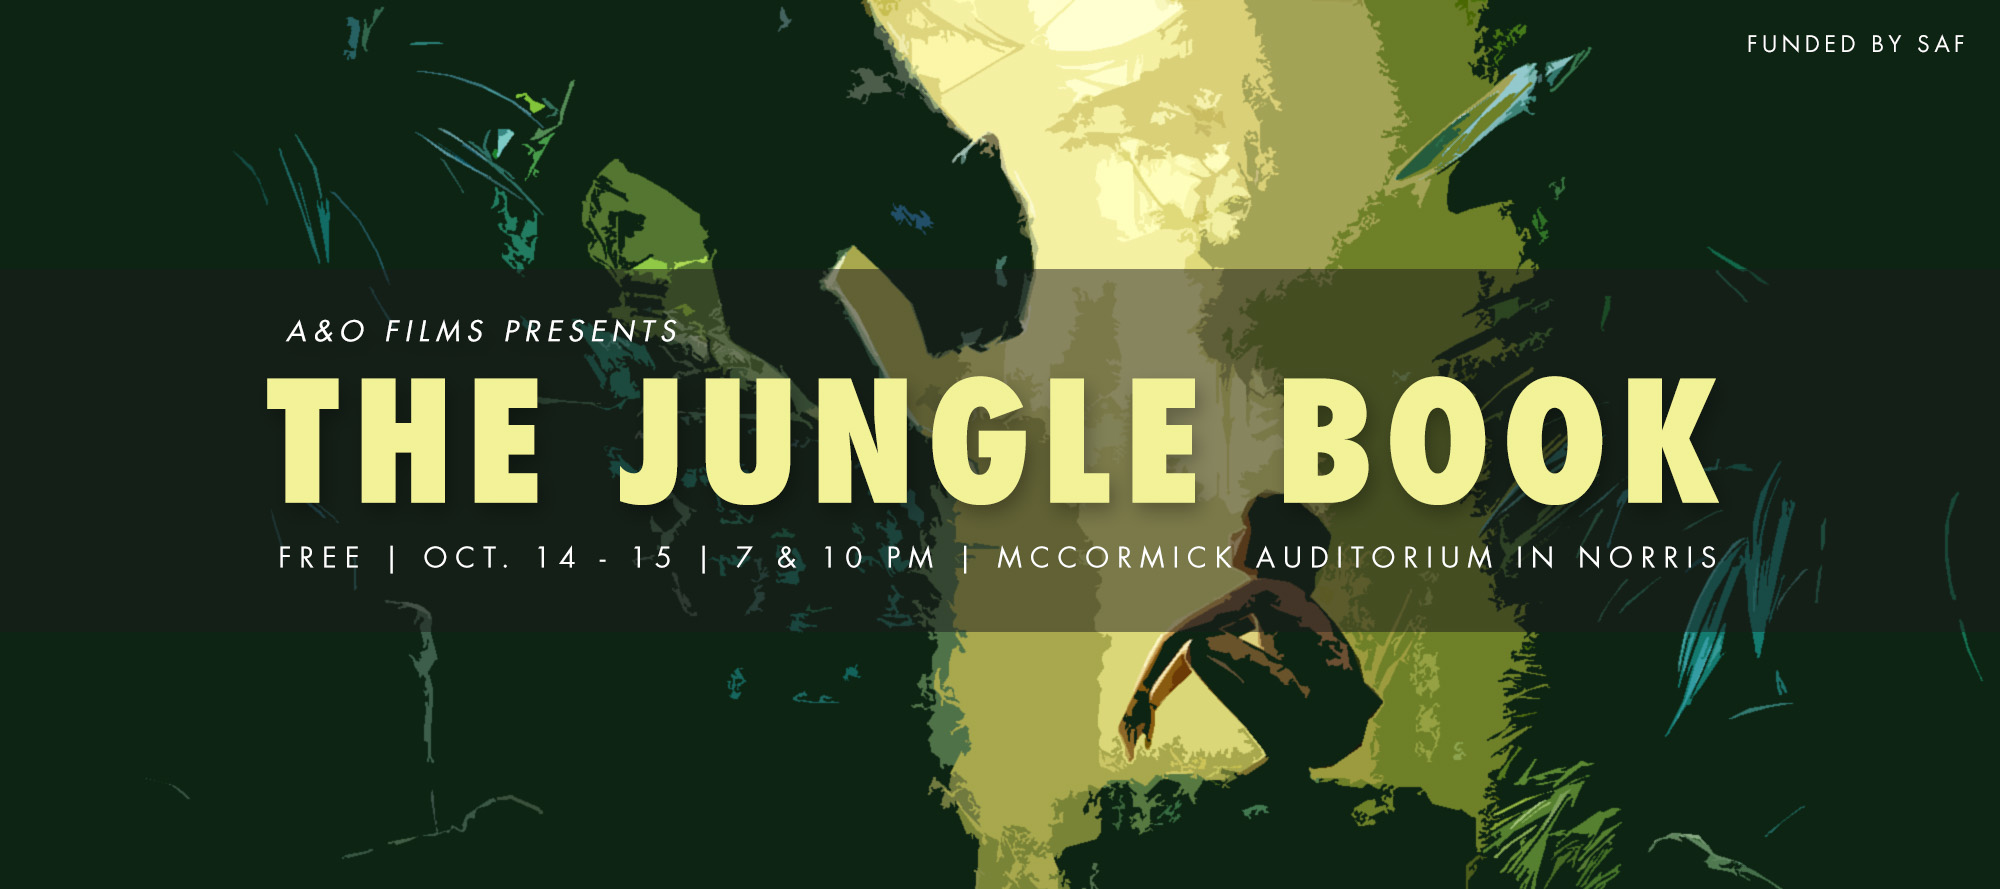 FUNDED BY SAF
A&O FILMS PRESENTS
THE JUNGLE BOOK
FREE | OCT. 14 - 15 | 7 & 10 PM | MCCORMICK AUDITORIUM IN NORRIS